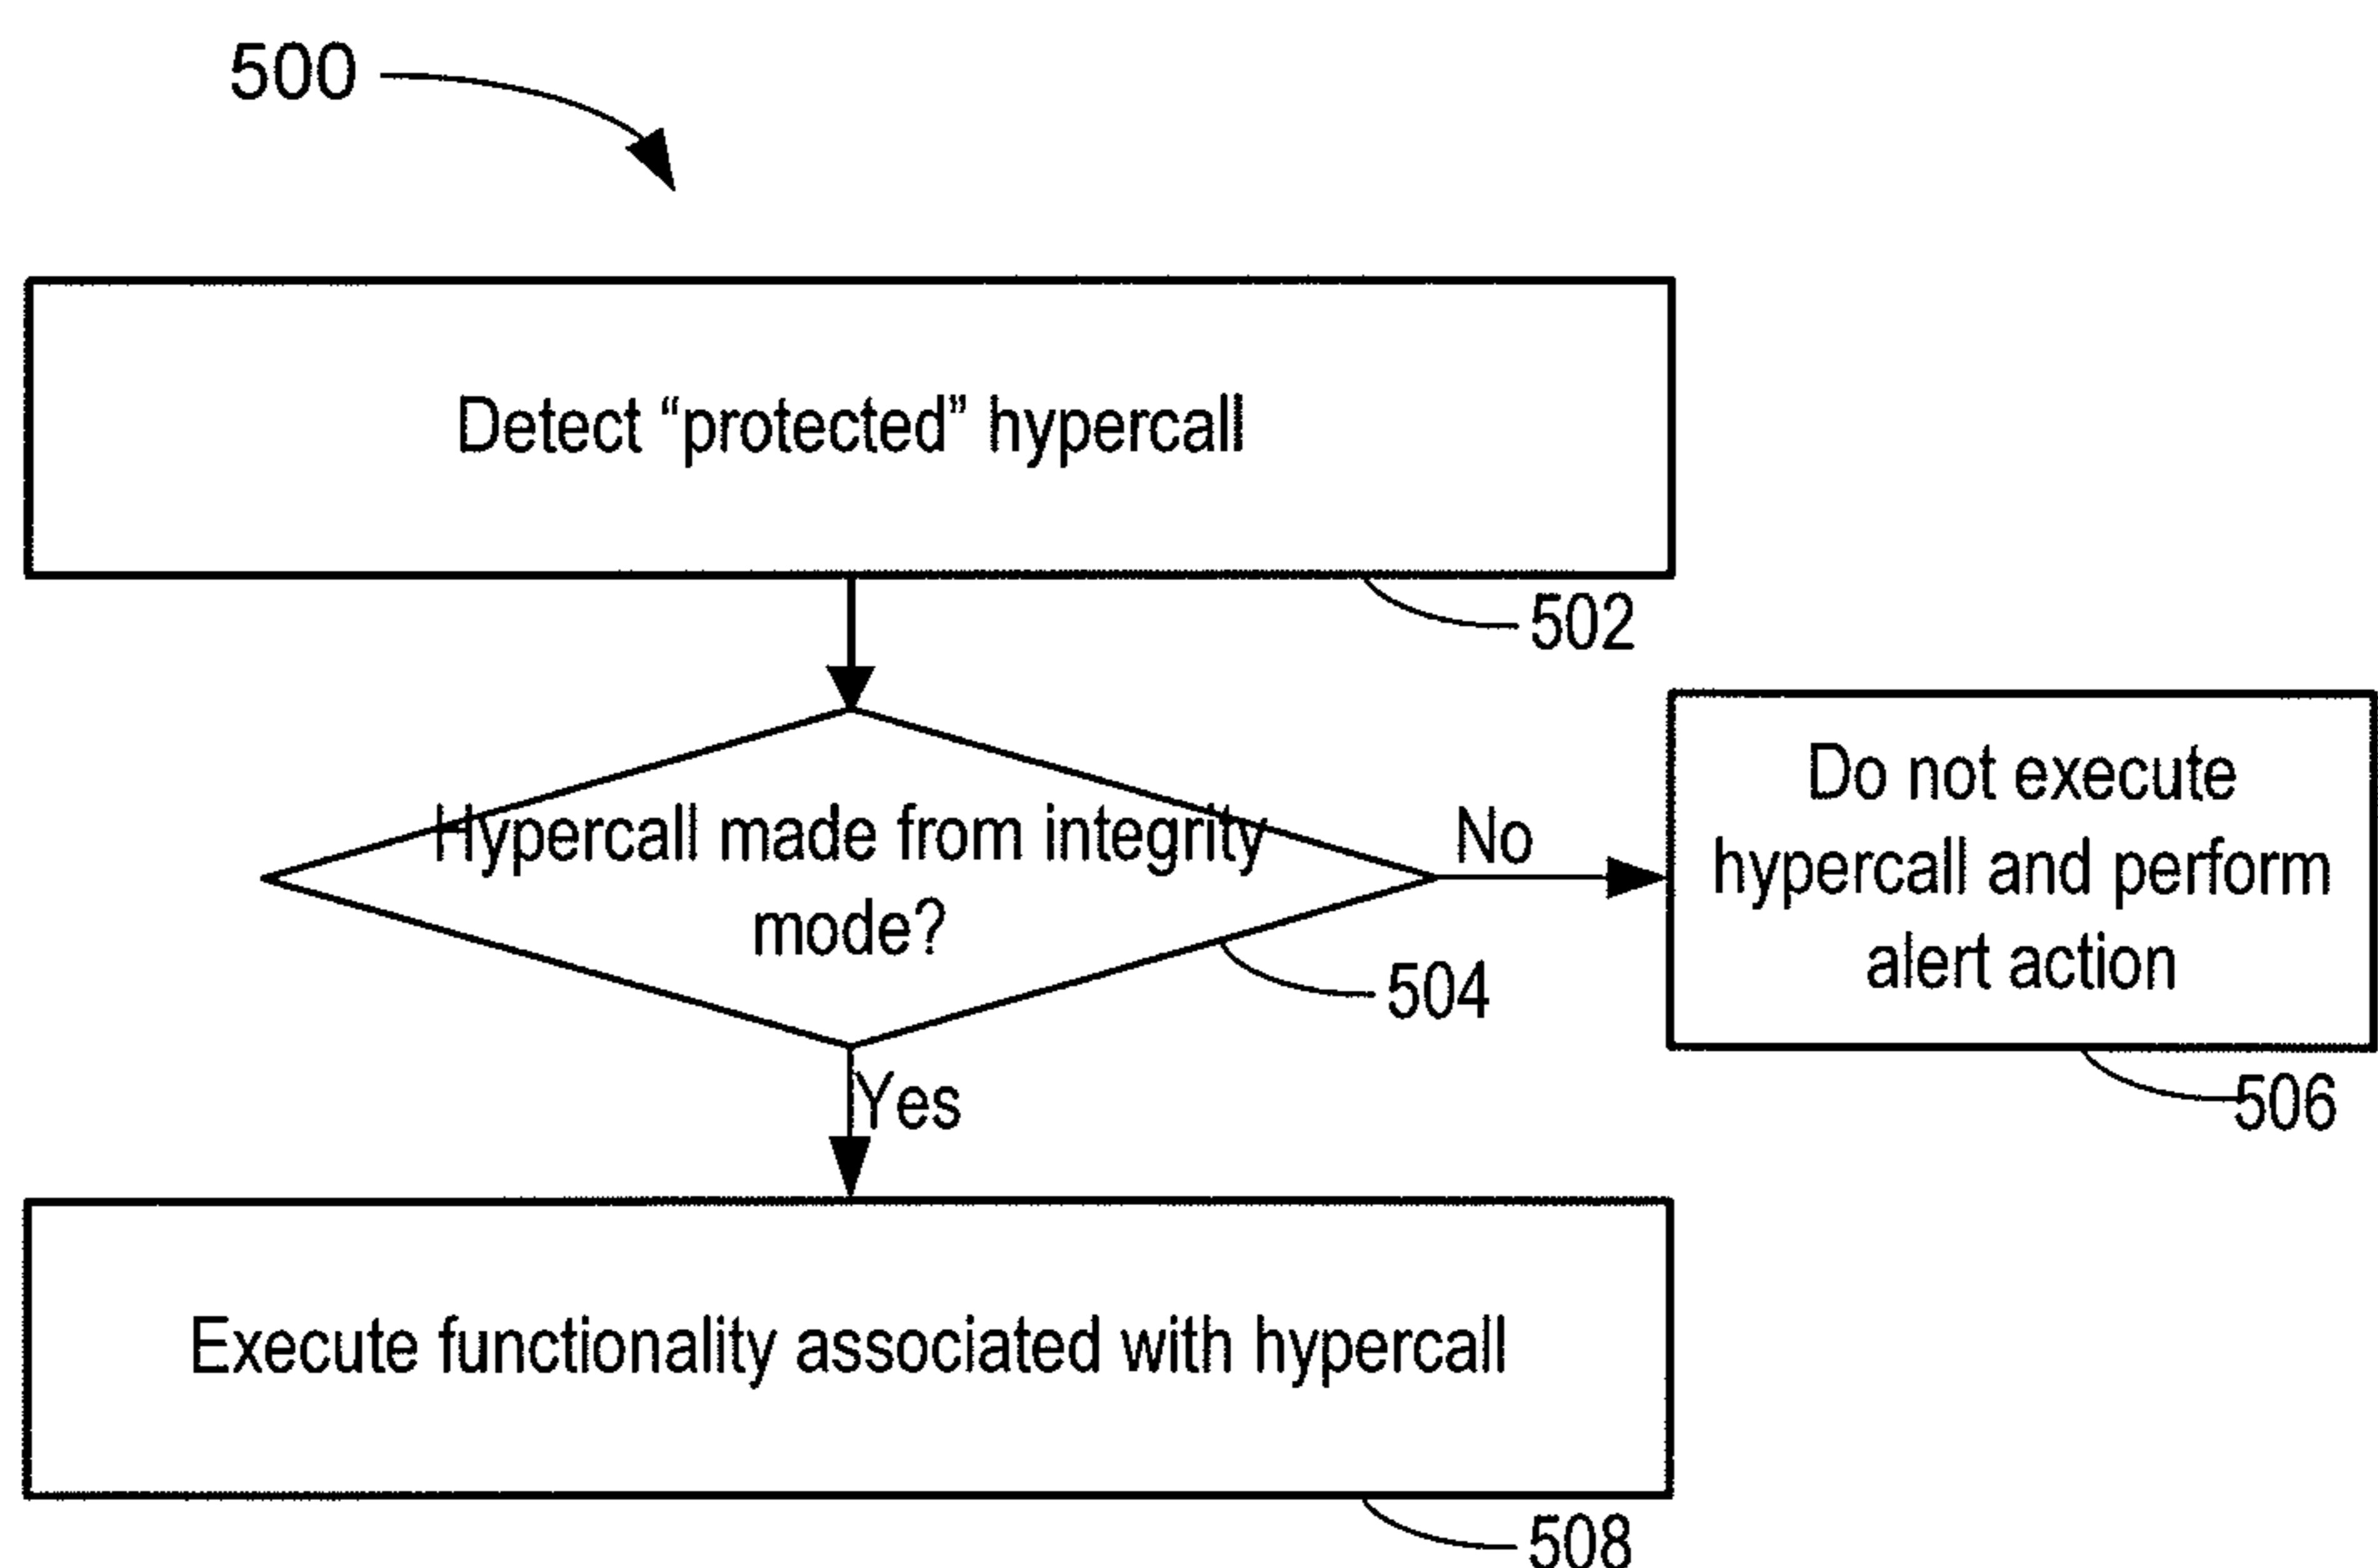 500
Detect “protected” hypercall
502
Hypercall made from integrity
mode?
504
No
Do not execute
hypercall and perform
alert action
506
Yes
Execute functionality associated with hypercall
508